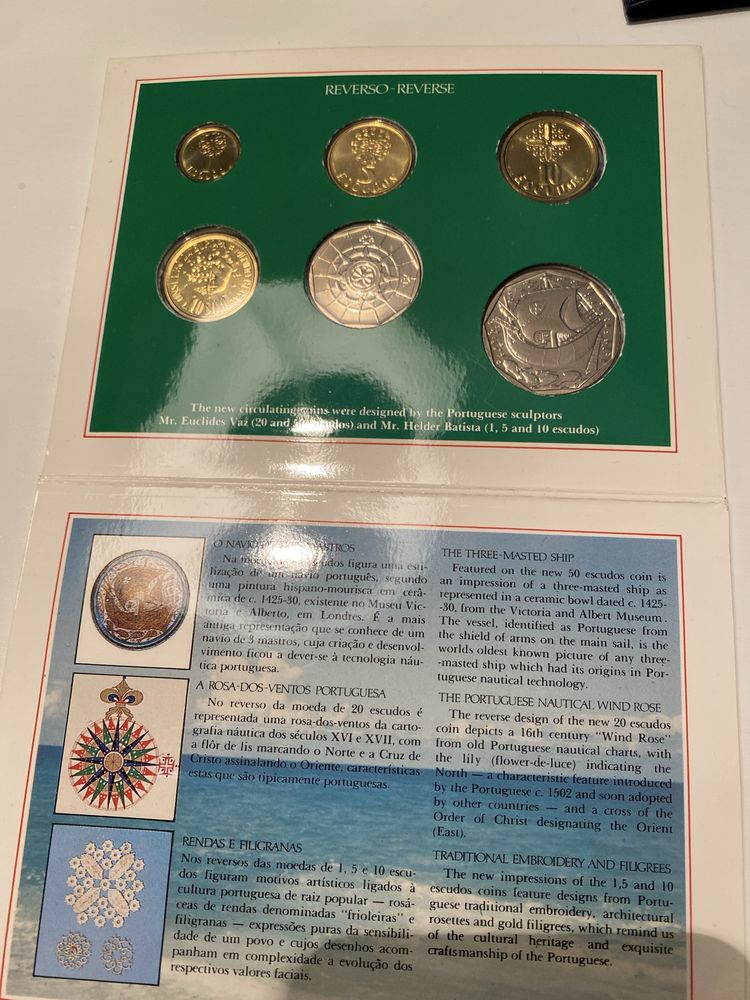 REVERSO-REVERSE
5
ESCUDOS
10
ESCUDOS
10
The new circulating coins were designed by the Portuguese sculptors
Mr. Euclides Vaz (20 and escudos) and Mr. Helder Batista (1, 5 and 10 escudos)
O NAVIO MASTROS
Na escudos figura uma esti-
lização de um navio português, segundo
uma pintura hispano-mourisca em cerâ-
mica de c. 1425-30, existente no Museu Vic-
toria e Alberto, em Londres. É a mais
antiga representação que se conhece de um
navio de 3 mastros, cuja criação e desenvol-
vimento ficou a dever-se à tecnologia náu-
tica portuguesa.
A ROSA-DOS-VENTOS PORTUGUESA
No reverso da moeda de 20 escudos é
representada uma rosa-dos-ventos da carto-
grafia náutica dos séculos XVI e XVII, com
a flôr de lis marcando o Norte e a Cruz de
Cristo assinalando o Oriente, características
estas que são tipicamente portuguesas.
RENDAS E FILIGRANAS
Nos reversos das moedas de 1, 5 e 10 escu-
dos figuram motivos artísticos ligados à
cultura portuguesa de raiz popular — rosá-
ceas de rendas denominadas "frioleiras" e
filigranas — expressões puras da sensibili-
dade de um povo e cujos desenhos acom-
panham em complexidade a evolução dos
respectivos valores faciais.
THE THREE-MASTED SHIP
Featured on the new 50 escudos coin is
an impression of a three-masted ship as
represented in a ceramic bowl dated c. 1425-
-30, from the Victoria and Albert Museum.
The vessel, identified as Portuguese from
the shield of arms on the main sail, is the
worlds oldest known picture of any three-
-masted ship which had its origins in Por-
tuguese nautical technology.
THE PORTUGUESE NAUTICAL WIND ROSE
The reverse design of the new 20 escudos
coin depicts a 16th century "Wind Rose"
from old Portuguese nautical charts, with
the lily (flower-de-luce) indicating the
North — a characteristic feature introduced
by the Portuguese c. 1502 and soon adopted
by other countries — and a cross of the
Order of Christ designating the Orient
(East).
TRADITIONAL EMBROIDERY AND FILIGREES
The new impressions of the 1,5 and 10
escudos coins feature designs from Portu-
guese traditional embroidery, architectural
rosettes and gold filigrees, which remind us
of the cultural heritage and exquisite
craftsmanship of the Portuguese.